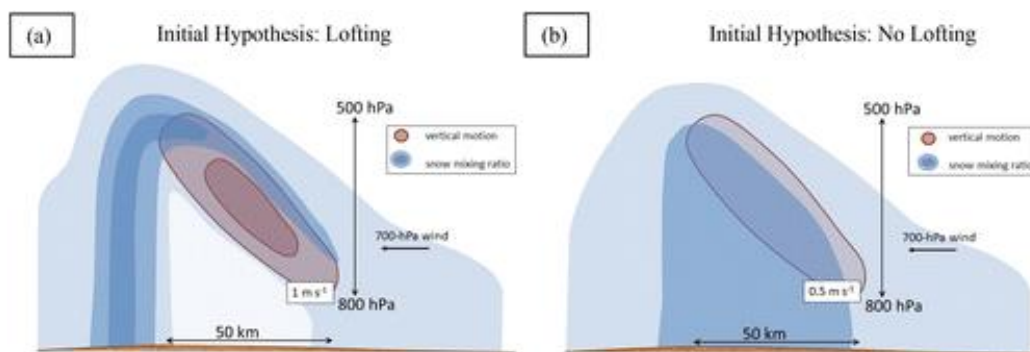 (a)
Initial Hypothesis: Lofting
500 hPa
vertical motion
snow mixing ratio
700-hPa wind
1 m s⁻¹
800 hPa
50 km
(b)
Initial Hypothesis: No Lofting
500 hPa
vertical motion
snow mixing ratio
700-hPa wind
0.5 m s⁻¹
800 hPa
50 km